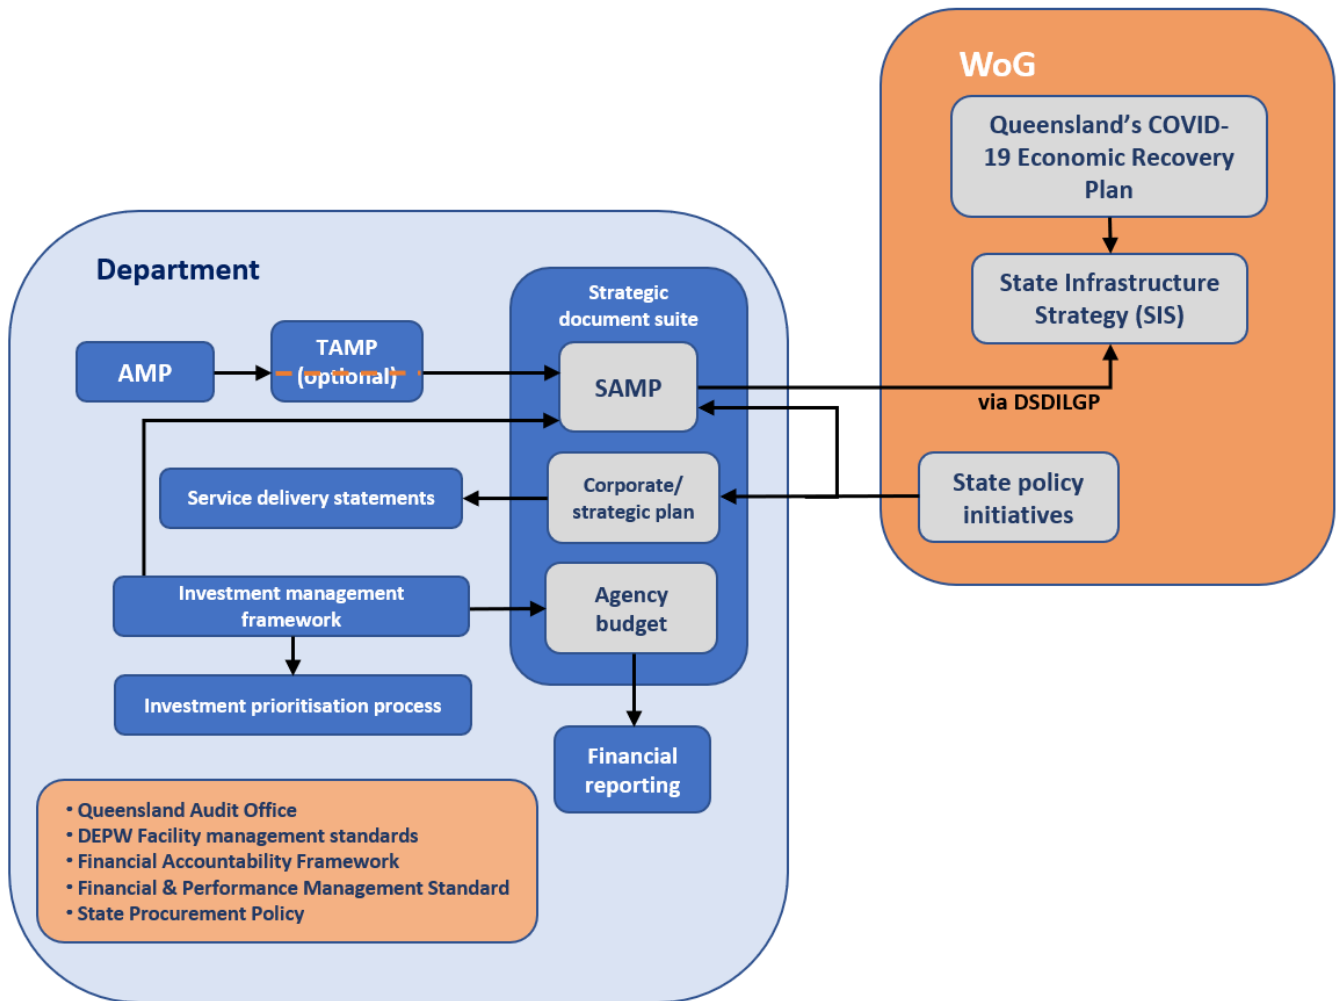 WoG
Queensland's COVID-
19 Economic Recovery
Plan
State Infrastructure
Strategy (SIS)
via DSDILGP
State policy
initiatives
Department
Strategic
document suite
AMP
TAMP
(optional)
SAMP
Service delivery statements
Corporate/
strategic plan
Investment management
framework
Agency
budget
Investment prioritisation process
Financial
reporting
• Queensland Audit Office
• DEPW Facility management standards
• Financial Accountability Framework
• Financial & Performance Management Standard
• State Procurement Policy